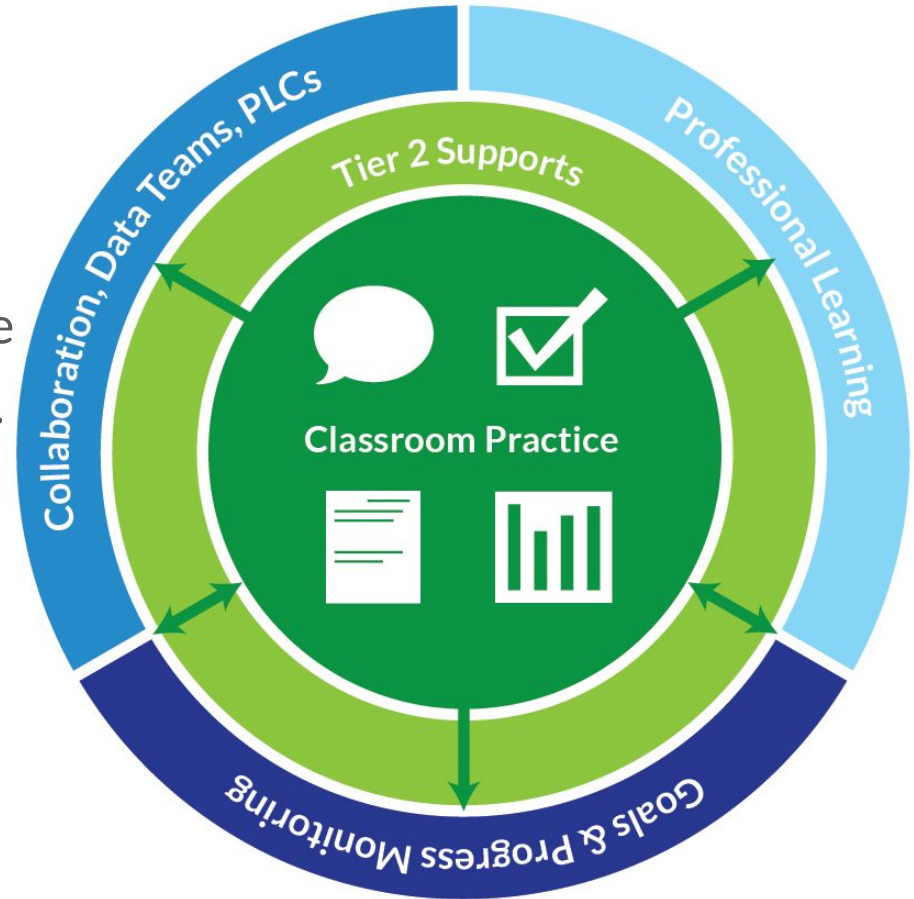 Collaboration, Data Teams, PLCs
Professional Learning
Tier 2 Supports
e
.
Classroom Practice
Goals & Progress Monitoring